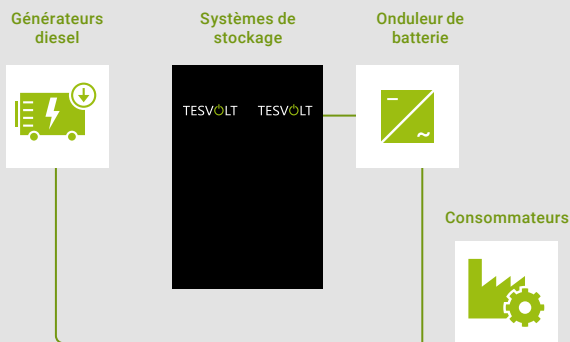 Générateurs
diesel
Systèmes de
stockage
Onduleur de
batterie
TESVOLT TESVOLT
Consommateurs